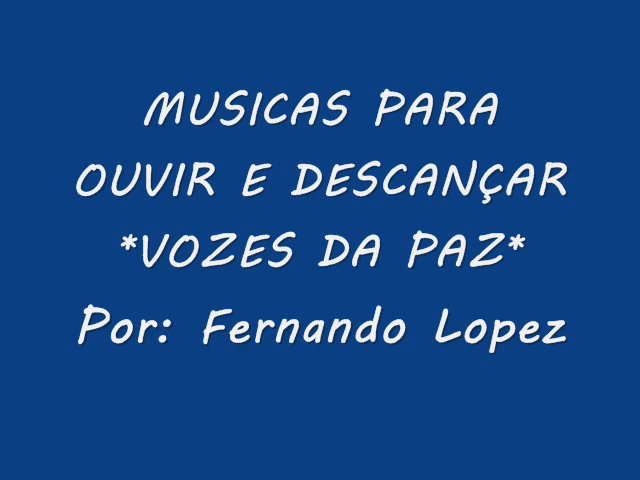 MUSICAS PARA
OUVIR E DESCANÇAR
*VOZES DA PAZ*
Por: Fernando Lopez